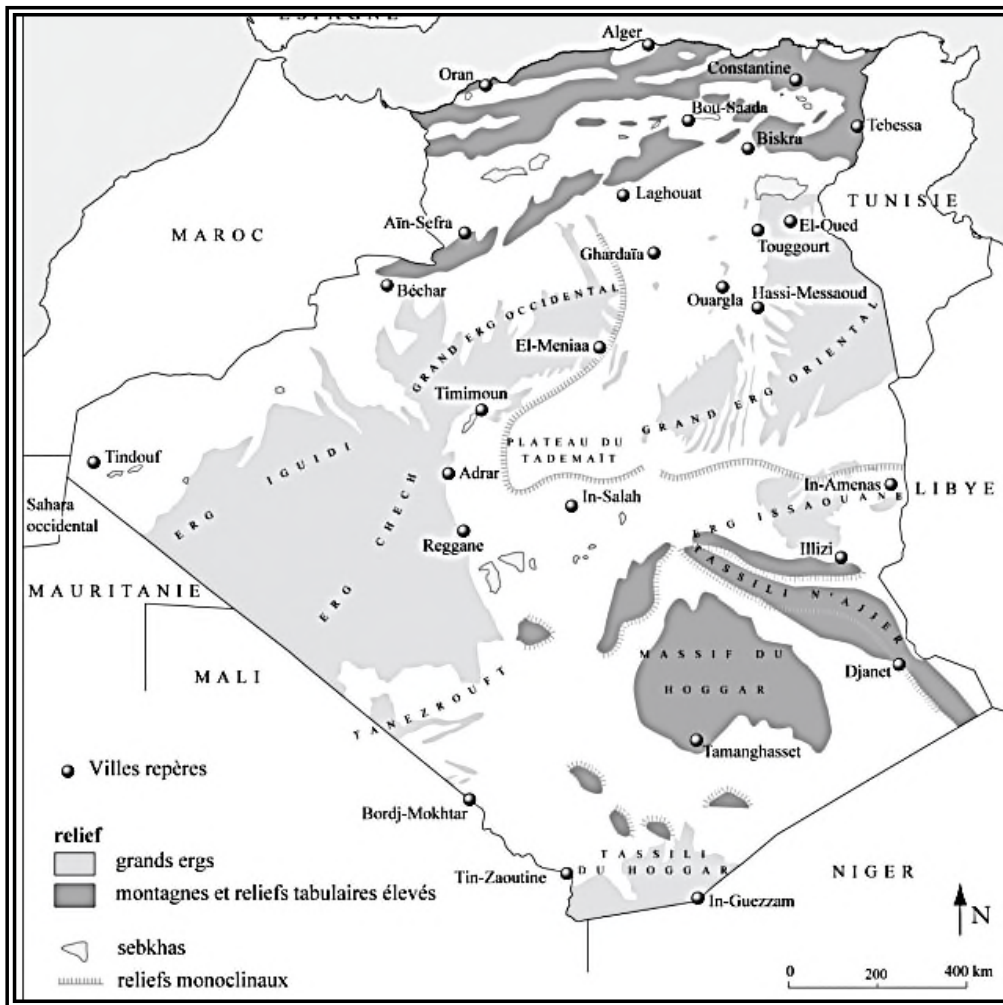 ESPAGNE
Alger
Oran
Constantine
Bou-Saada
Tebessa
Biskra
Laghouat
TUNISIE
MAROC
Aïn-Sefra
El-Oued
Touggourt
Ghardaïa
Béchar
Ouargla
Hassi-Messaoud
GRAND ERG OCCIDENTAL
El-Meniaa
GRAND ERG ORIENTAL
Timimoun
PLATEAU DU
TADEMAÏT
Tindouf
ERG IGUIDI
Adrar
In-Amenas
LIBYE
Sahara
occidental
ERG CHECH
In-Salah
ERG ISSAOUANE
Reggane
Illizi
TASSILI N'AJJER
MAURITANIE
MALI
MASSIF DU
HOGGAR
Djanet
TANEZROUFT
Tamanghasset
Villes repères
Bordj-Mokhtar
relief
grands ergs
montagnes et reliefs tabulaires élevés
TASSILI
DU HOGGAR
Tin-Zaoutine
NIGER
In-Guezzam
N
sebkhas
reliefs monoclinaux
0 200 400 km